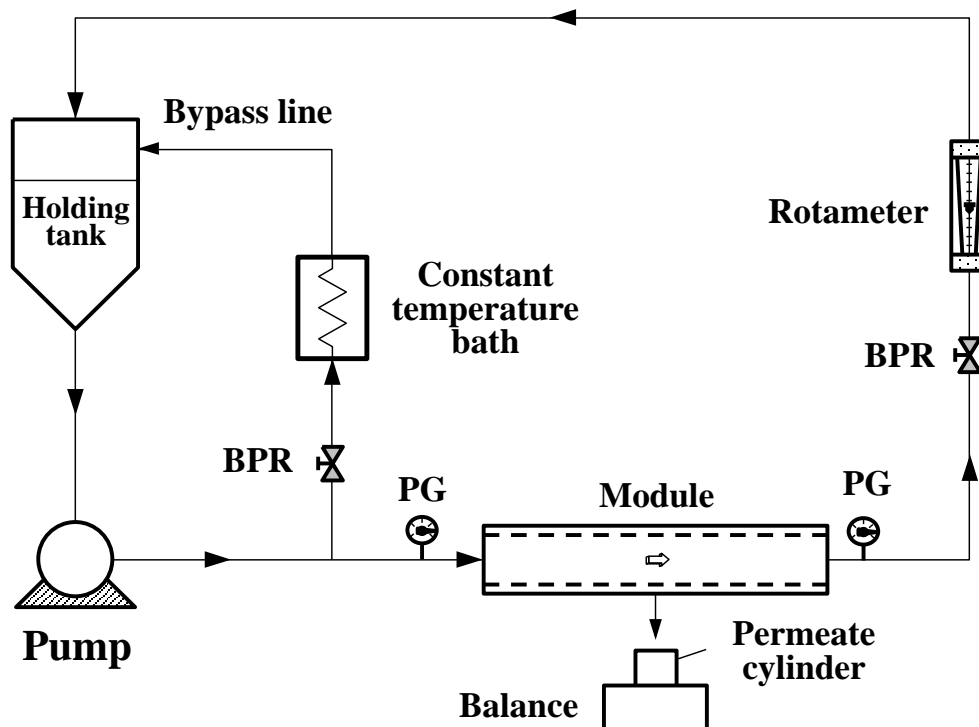 Bypass line
Holding
tank
Rotameter
Constant
temperature
bath
BPR
BPR
PG
Module
PG
Pump
Permeate
cylinder
Balance